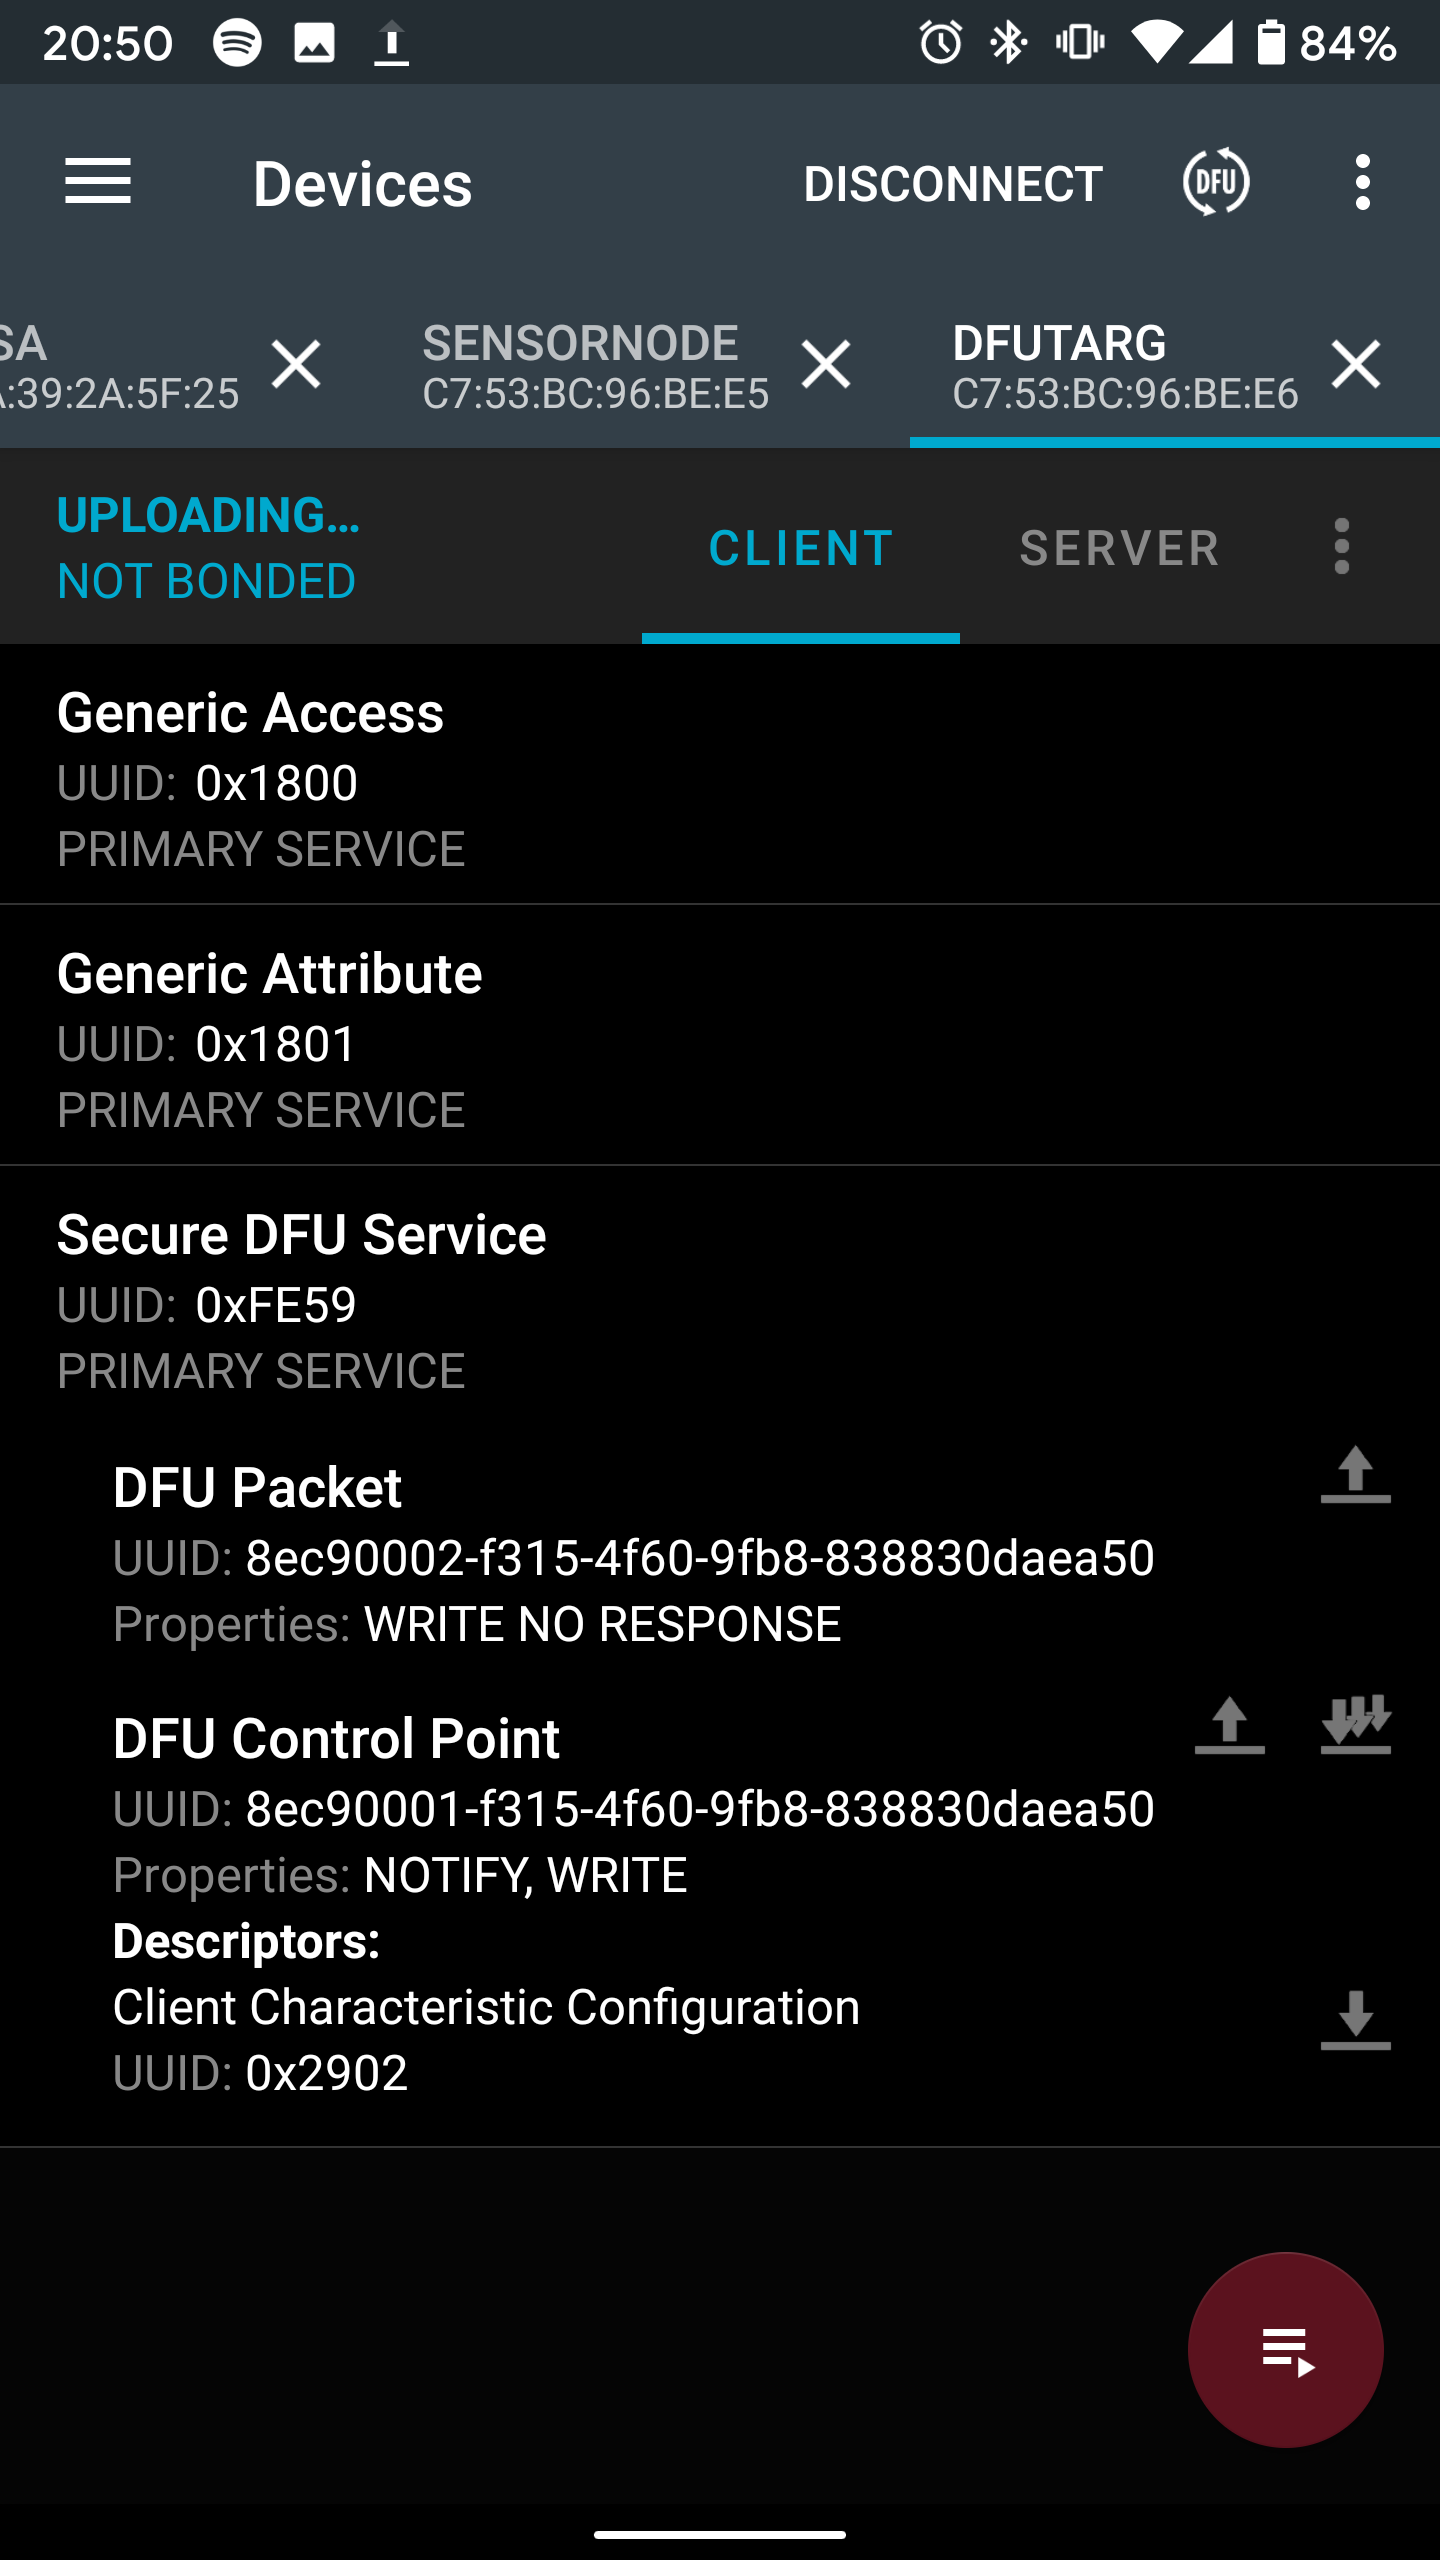 20:50
84%
Devices
DISCONNECT
DFU
SA
:39:2A:5F:25
SENSORNODE
C7:53:BC:96:BE:E5
DFUTARG
C7:53:BC:96:BE:E6
UPLOADING...
NOT BONDED
CLIENT
SERVER
Generic Access
UUID: 0x1800
PRIMARY SERVICE
Generic Attribute
UUID: 0x1801
PRIMARY SERVICE
Secure DFU Service
UUID: 0xFE59
PRIMARY SERVICE
DFU Packet
UUID: 8ec90002-f315-4f60-9fb8-838830daea50
Properties: WRITE NO RESPONSE
DFU Control Point
UUID: 8ec90001-f315-4f60-9fb8-838830daea50
Properties: NOTIFY, WRITE
Descriptors:
Client Characteristic Configuration
UUID: 0x2902